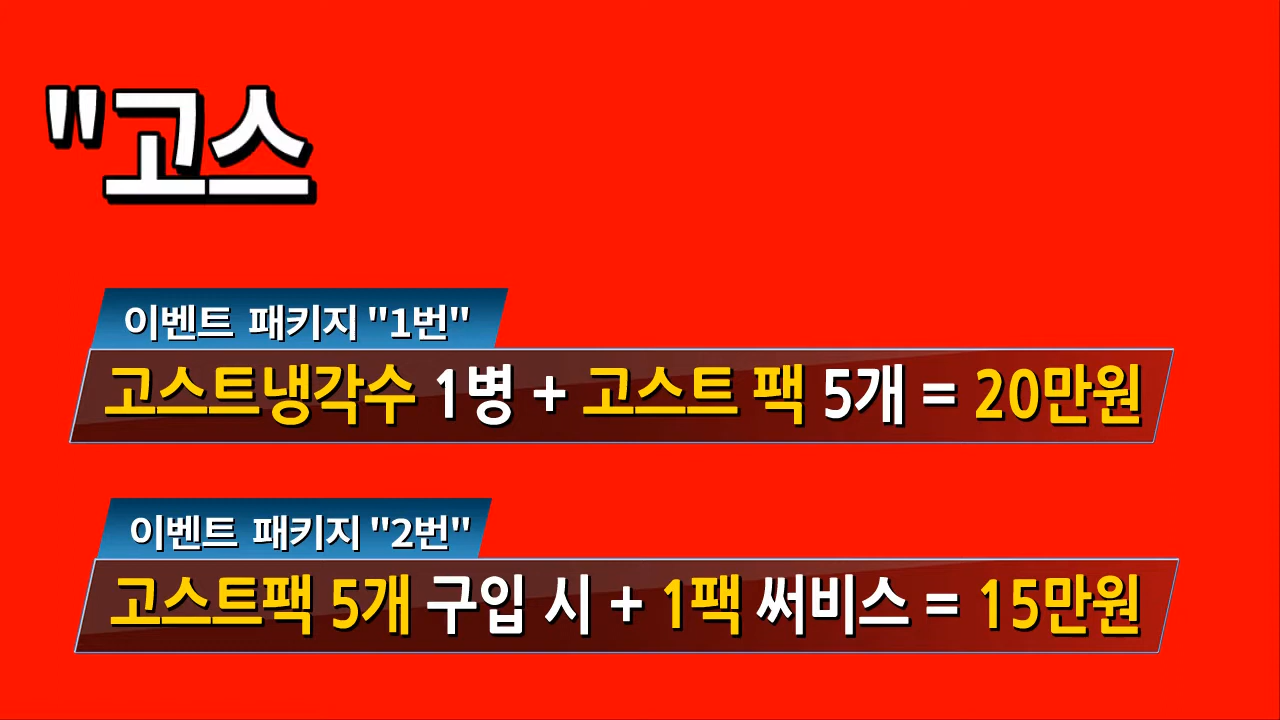 "고스
이벤트 패키지 "1번"
고스트냉각수 1병 + 고스트 팩 5개 = 20만원
이벤트 패키지 "2번"
고스트팩 5개 구입 시 + 1팩 써비스 = 15만원